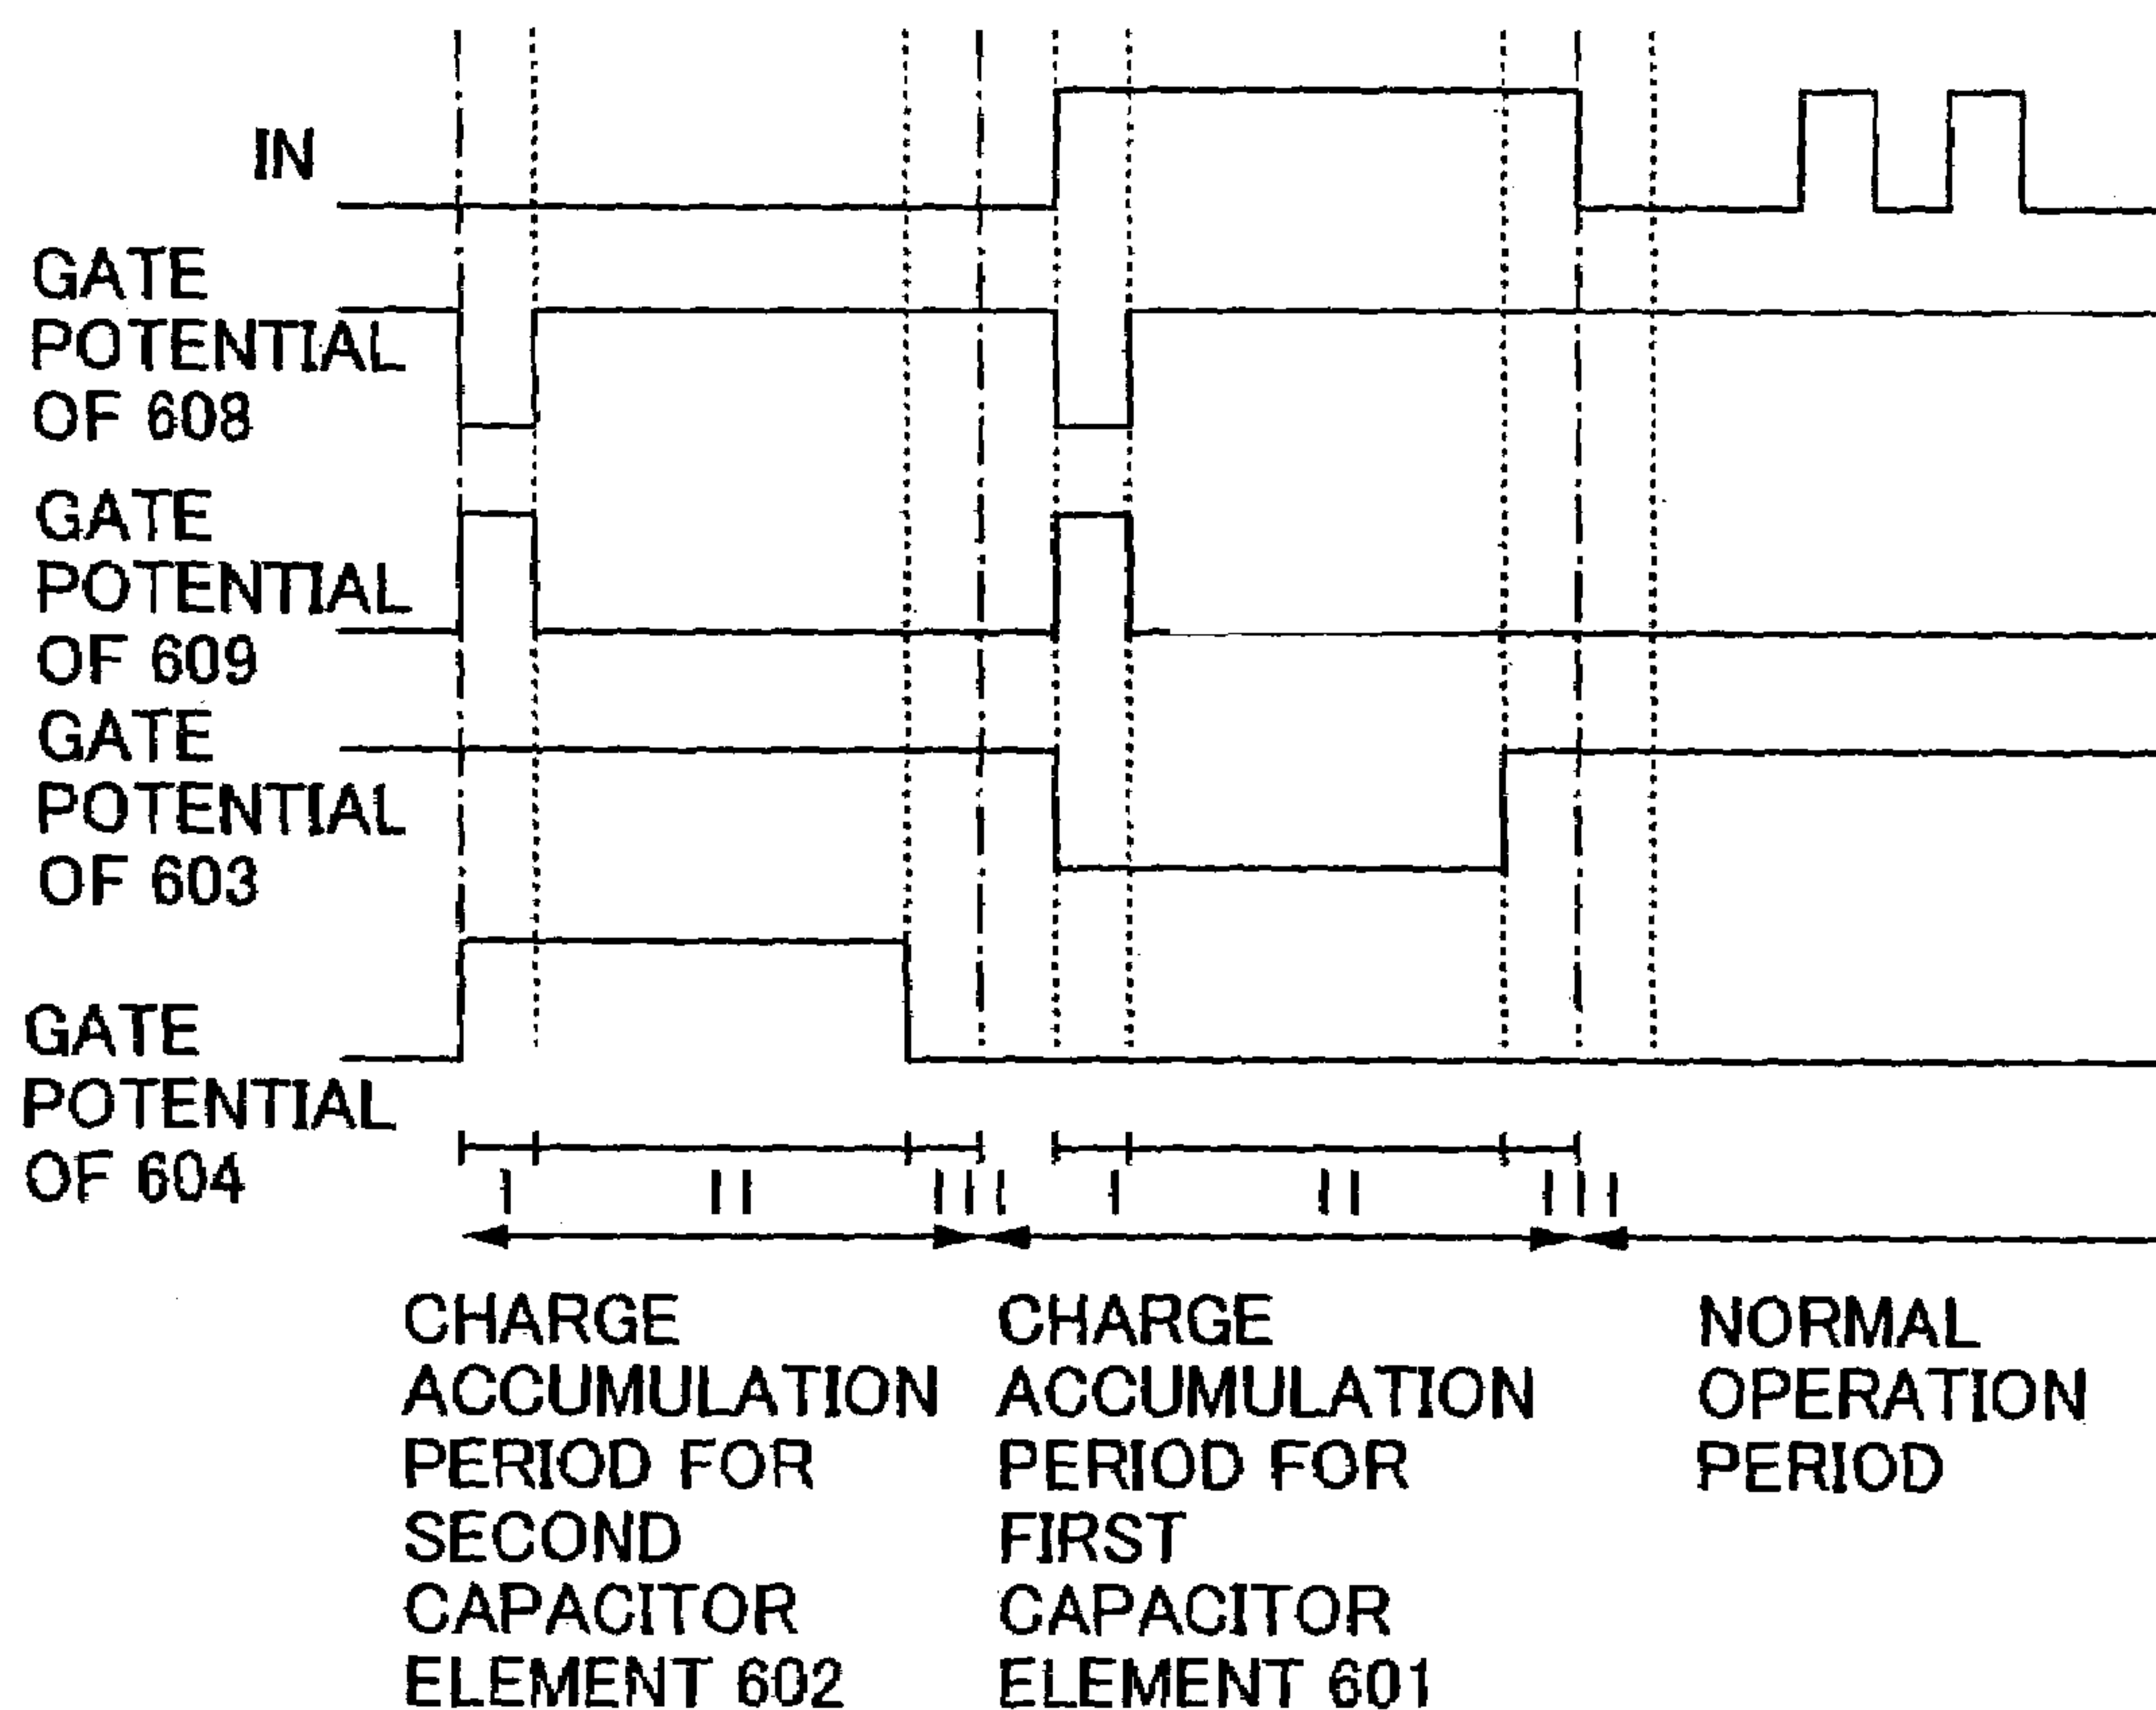 IN
GATE
POTENTIAL
OF 608
GATE
POTENTIAL
OF 609
GATE
POTENTIAL
OF 603
GATE
POTENTIAL
OF 604
I II III I II III
CHARGE
ACCUMULATION
PERIOD FOR
SECOND
CAPACITOR
ELEMENT 602
CHARGE
ACCUMULATION
PERIOD FOR
FIRST
CAPACITOR
ELEMENT 601
NORMAL
OPERATION
PERIOD